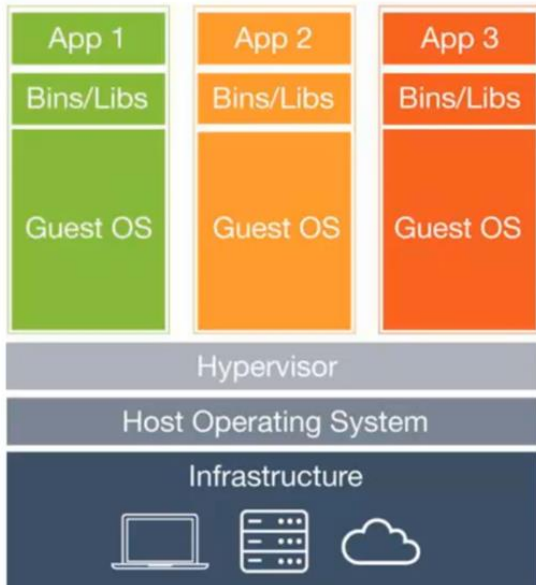 App 1
App 2
App 3
Bins/Libs
Bins/Libs
Bins/Libs
Guest OS
Guest OS
Guest OS
Hypervisor
Host Operating System
Infrastructure